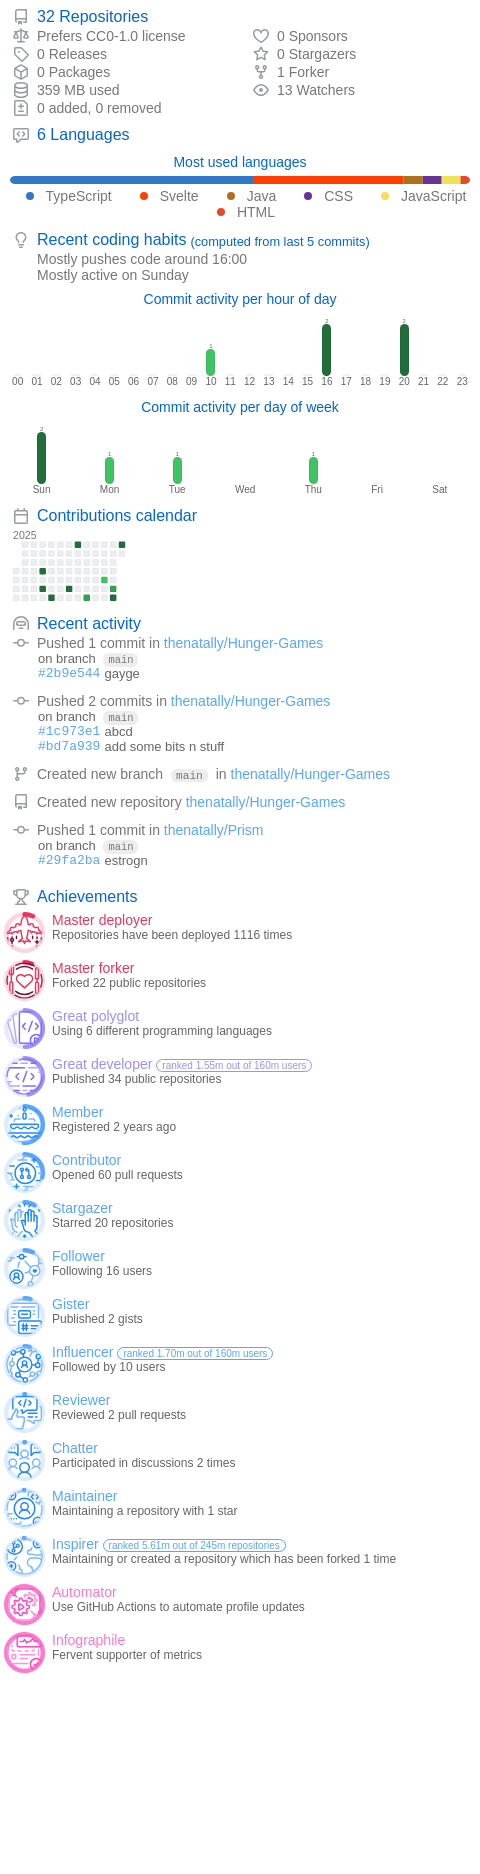 32 Repositories
Prefers CC0-1.0 license
0 Sponsors
0 Releases
0 Stargazers
0 Packages
1 Forker
359 MB used
13 Watchers
0 added, 0 removed
6 Languages
Most used languages
TypeScript Svelte Java CSS JavaScript
HTML
Recent coding habits (computed from last 5 commits)
Mostly pushes code around 16:00
Mostly active on Sunday
Commit activity per hour of day
1 2 2
00 01 02 03 04 05 06 07 08 09 10 11 12 13 14 15 16 17 18 19 20 21 22 23
Commit activity per day of week
2 1 1 1
Sun Mon Tue Wed Thu Fri Sat
Contributions calendar
2025
Recent activity
Pushed 1 commit in thenatally/Hunger-Games
on branch main
#2b9e544 gayge
Pushed 2 commits in thenatally/Hunger-Games
on branch main
#1c973e1 abcd
#bd7a939 add some bits n stuff
Created new branch main in thenatally/Hunger-Games
Created new repository thenatally/Hunger-Games
Pushed 1 commit in thenatally/Prism
on branch main
#29fa2ba estrogn
Achievements
Master deployer
Repositories have been deployed 1116 times
Master forker
Forked 22 public repositories
Great polyglot
Using 6 different programming languages
Great developer ranked 1.55m out of 160m users
Published 34 public repositories
Member
Registered 2 years ago
Contributor
Opened 60 pull requests
Stargazer
Starred 20 repositories
Follower
Following 16 users
Gister
Published 2 gists
Influencer ranked 1.70m out of 160m users
Followed by 10 users
Reviewer
Reviewed 2 pull requests
Chatter
Participated in discussions 2 times
Maintainer
Maintaining a repository with 1 star
Inspirer ranked 5.61m out of 245m repositories
Maintaining or created a repository which has been forked 1 time
Automator
Use GitHub Actions to automate profile updates
Infographile
Fervent supporter of metrics